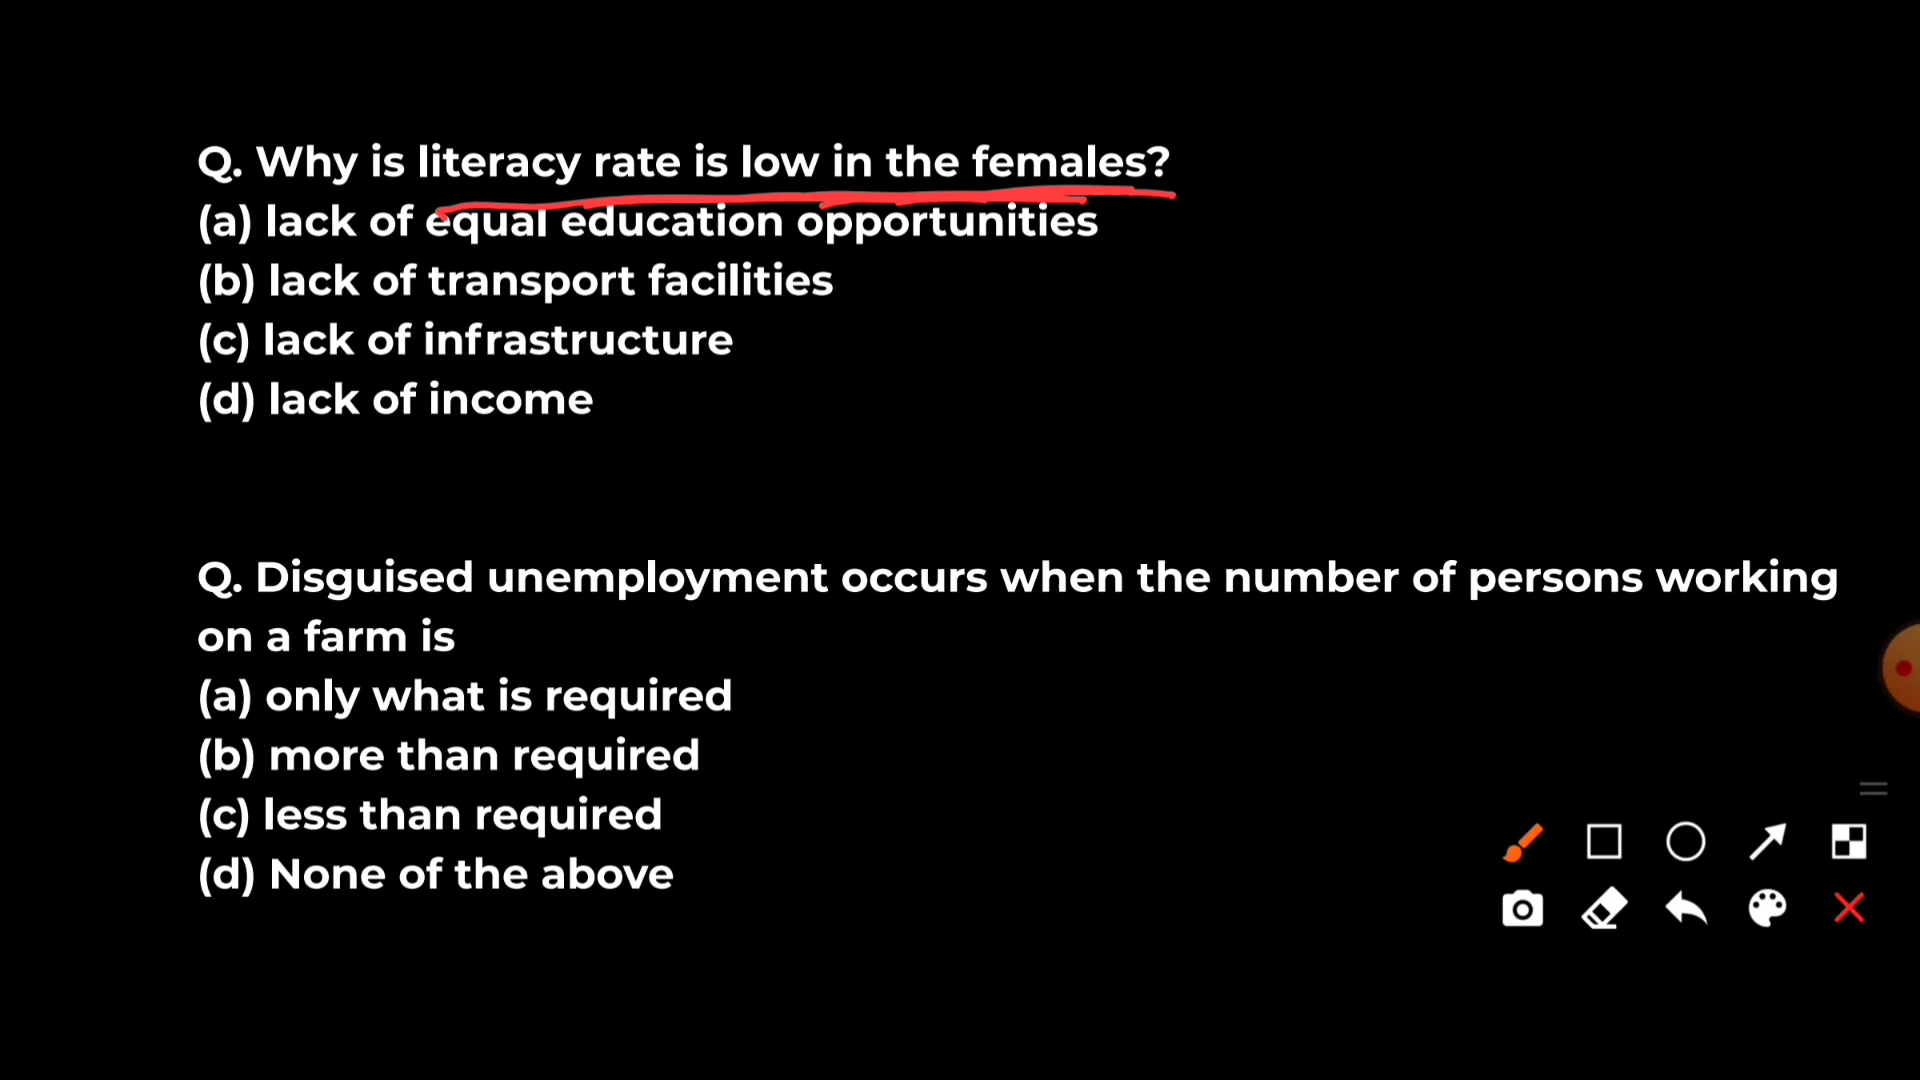 Q. Why is literacy rate is low in the females?
(a) lack of equal education opportunities
(b) lack of transport facilities
(c) lack of infrastructure
(d) lack of income
Q. Disguised unemployment occurs when the number of persons working
on a farm is
(a) only what is required
(b) more than required
(c) less than required
(d) None of the above